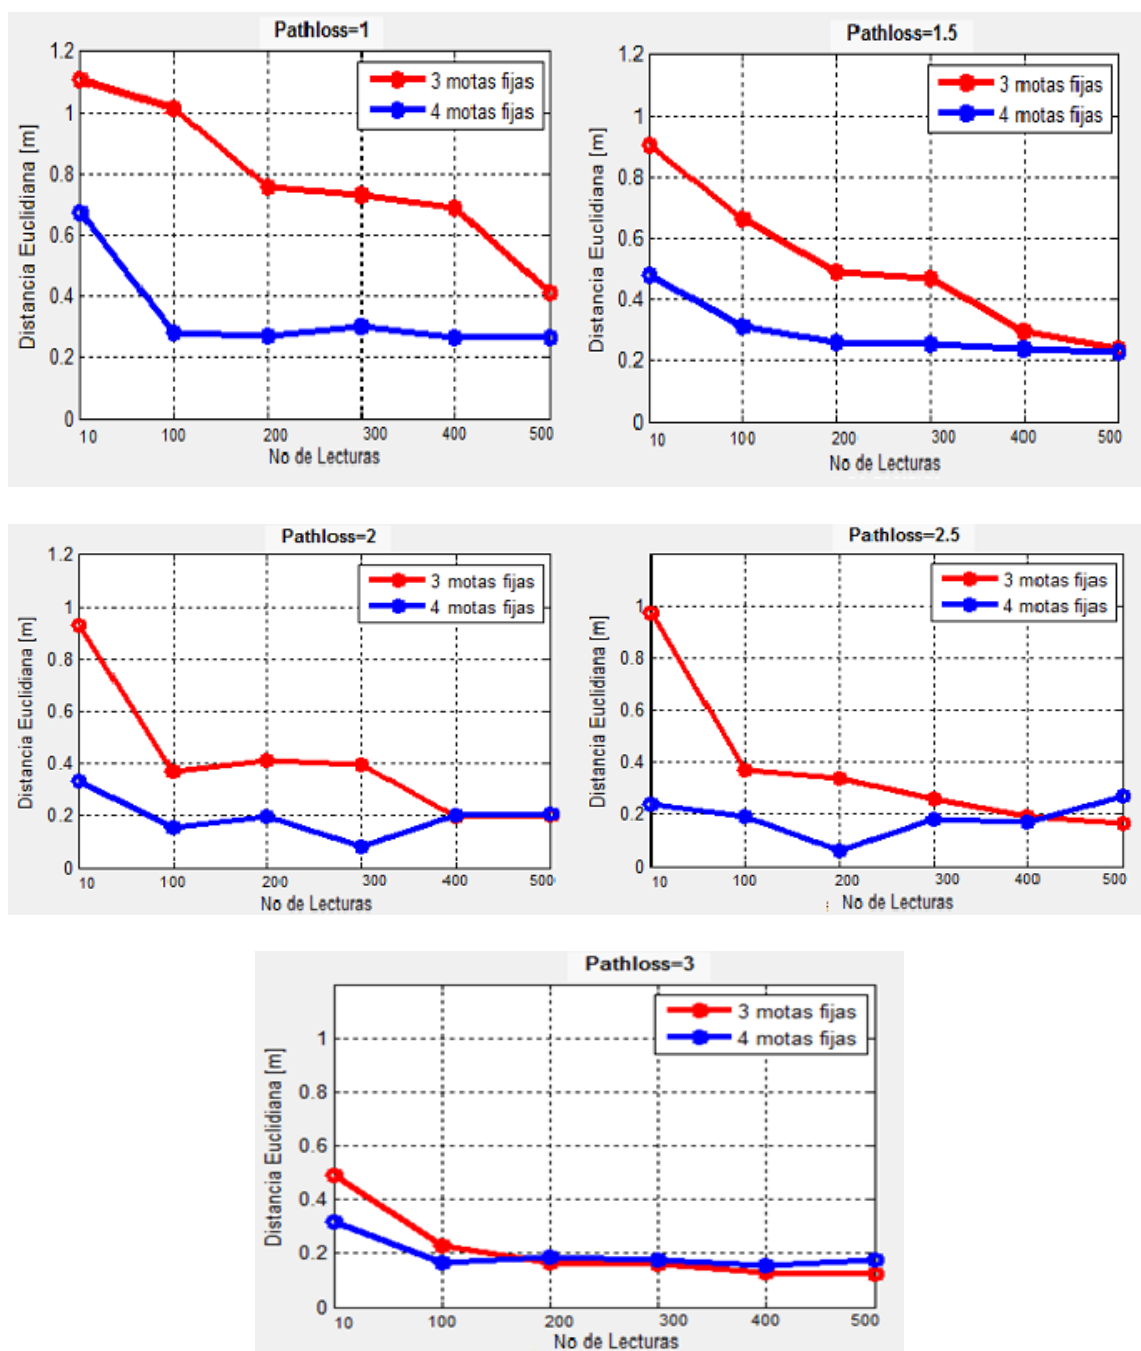 Pathloss=1
1.2
1
0.8
0.6
0.4
0.2
0
Distancia Euclidiana [m]
3 motas fijas
4 motas fijas
10 100 200 300 400 500
No de Lecturas
Pathloss=1.5
1.2
1
0.8
0.6
0.4
0.2
0
Distancia Euclidiana [m]
3 motas fijas
4 motas fijas
10 100 200 300 400 500
No de Lecturas
Pathloss=2
1.2
1
0.8
0.6
0.4
0.2
0
Distancia Euclidiana [m]
3 motas fijas
4 motas fijas
10 100 200 300 400 500
No de Lecturas
Pathloss=2.5
1
0.8
0.6
0.4
0.2
0
Distancia Euclidiana [m]
3 motas fijas
4 motas fijas
10 100 200 300 400 500
No de Lecturas
Pathloss=3
1
0.8
0.6
0.4
0.2
0
Distancia Euclidiana [m]
3 motas fijas
4 motas fijas
10 100 200 300 400 500
No de Lecturas